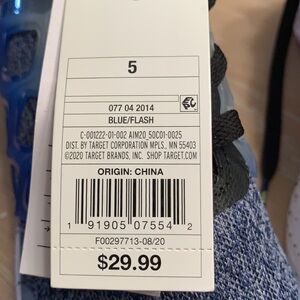 5
077 04 2014
BLUE/FLASH
C-001222-01-002 AIM20_50C01-0025
DIST. BY TARGET CORPORATION MPLS., MN 55403
©2020 TARGET BRANDS, INC. SHOP TARGET.COM
ORIGIN: CHINA
1 91905 07554 2
F00297713-08/20
$29.99